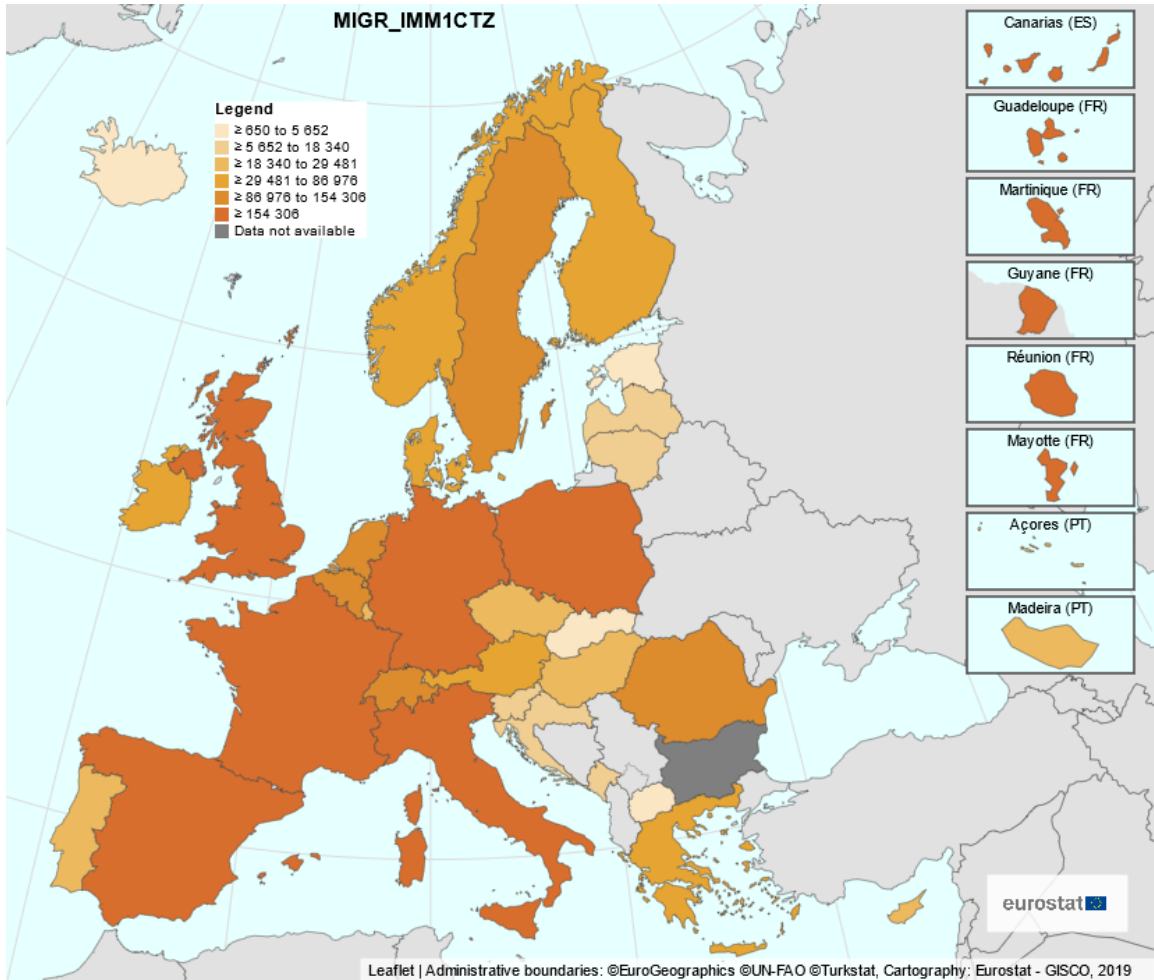 MIGR_IMM1CTZ
Legend
≥ 650 to 5 652
≥ 5 652 to 18 340
≥ 18 340 to 29 481
≥ 29 481 to 86 976
≥ 86 976 to 154 306
≥ 154 306
Data not available
Canarias (ES)
Guadeloupe (FR)
Martinique (FR)
Guyane (FR)
Réunion (FR)
Mayotte (FR)
Açores (PT)
Madeira (PT)
eurostat
Leaflet | Administrative boundaries: ©EuroGeographics ©UN-FAO ©Turkstat, Cartography: Eurostat - GISCO, 2019